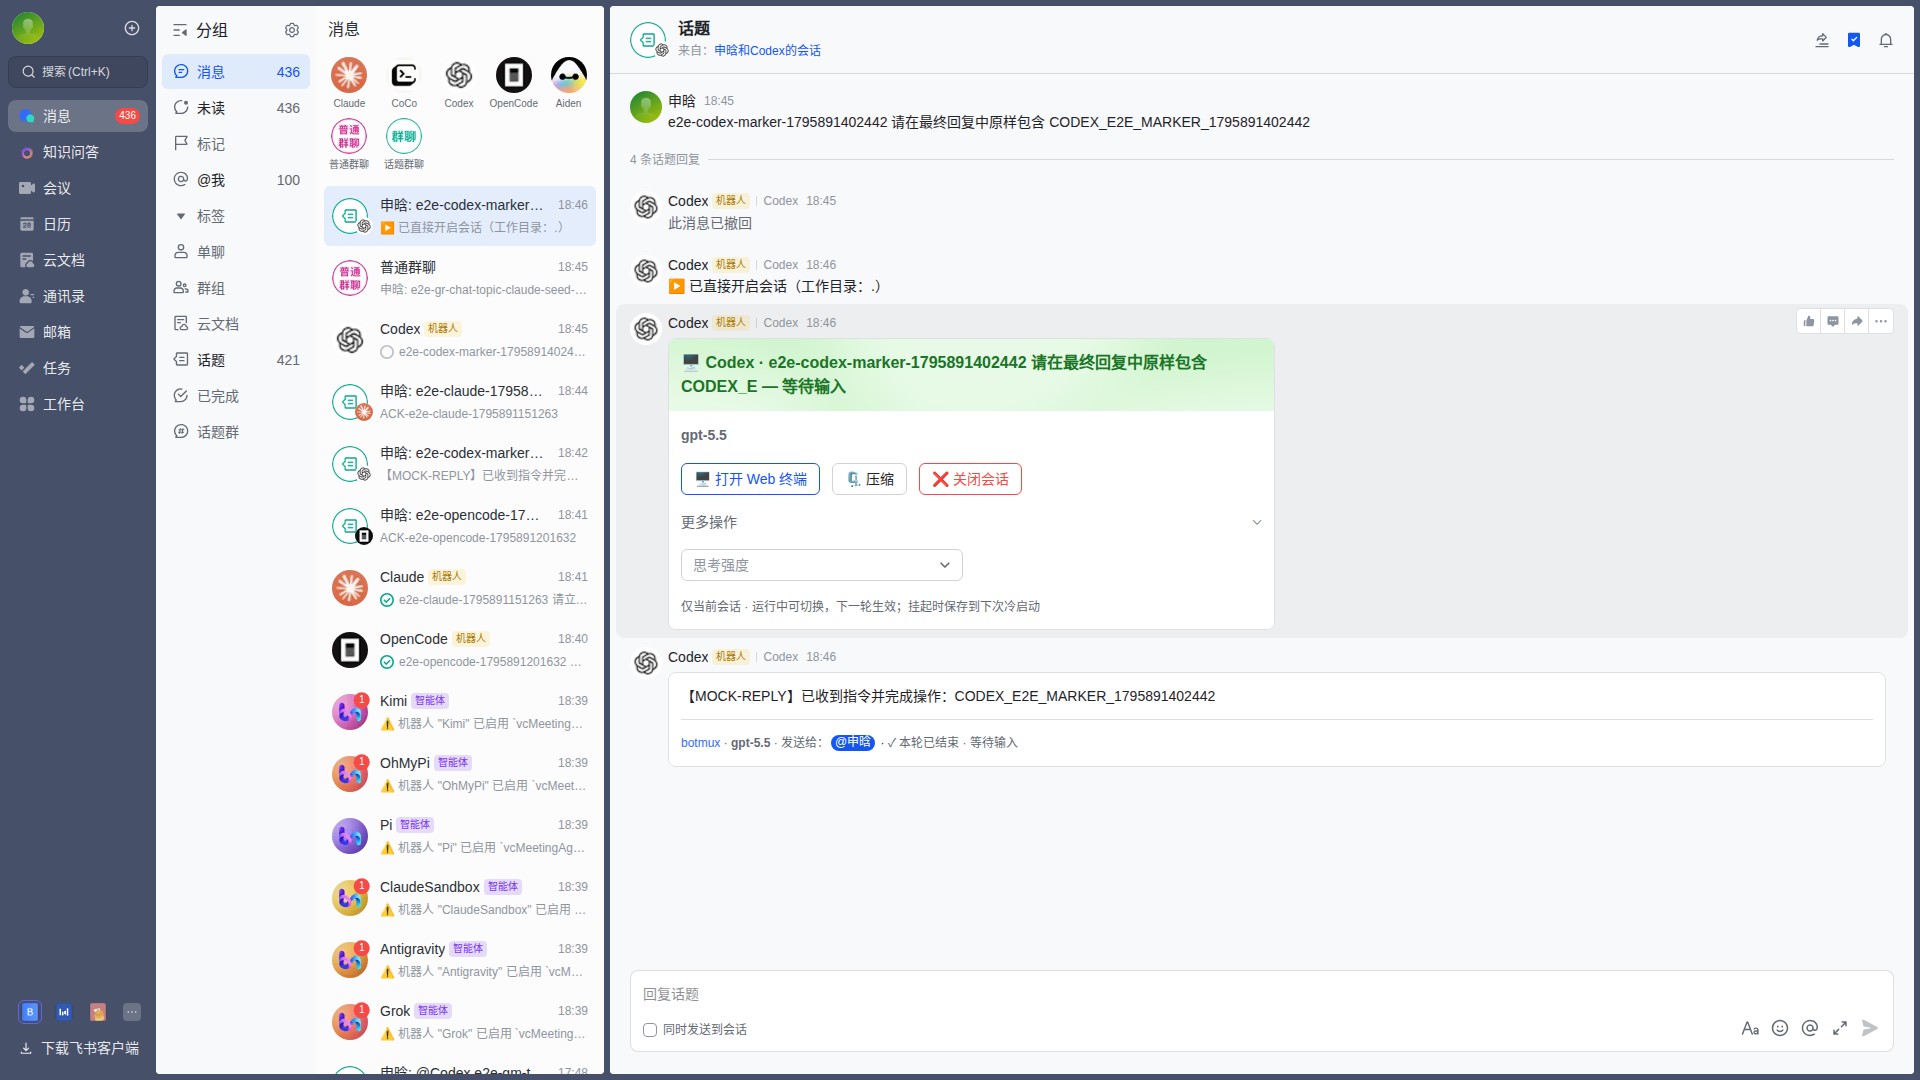 搜索 (Ctrl+K)
消息 436
知识问答
会议
日历
云文档
通讯录
邮箱
任务
工作台
下载飞书客户端
分组
消息 436
未读 436
标记
@我 100
标签
单聊
群组
云文档
话题 421
已完成
话题群
消息
Claude CoCo Codex OpenCode Aiden
普通群聊 群聊
普通群聊 话题群聊
申晗: e2e-codex-marker... 18:46
已直接开启会话（工作目录：.）
普通群聊 18:45
申晗: e2e-gr-chat-topic-claude-seed-...
Codex 机器人 18:45
e2e-codex-marker-17958914024...
申晗: e2e-claude-17958... 18:44
ACK-e2e-claude-1795891151263
申晗: e2e-codex-marker... 18:42
【MOCK-REPLY】已收到指令并完...
申晗: e2e-opencode-17... 18:41
ACK-e2e-opencode-1795891201632
Claude 机器人 18:41
e2e-claude-1795891151263 请立...
OpenCode 机器人 18:40
e2e-opencode-1795891201632 ...
Kimi 智能体 18:39
机器人 "Kimi" 已启用 `vcMeeting...
OhMyPi 智能体 18:39
机器人 "OhMyPi" 已启用 `vcMeet...
Pi 智能体 18:39
机器人 "Pi" 已启用 `vcMeetingAg...
ClaudeSandbox 智能体 18:39
机器人 "ClaudeSandbox" 已启用 ...
Antigravity 智能体 18:39
机器人 "Antigravity" 已启用 `vcM...
Grok 智能体 18:39
机器人 "Grok" 已启用 `vcMeeting...
申晗: @Codex e2e-gm-t... 17:48
话题
来自：申晗和Codex的会话
申晗 18:45
e2e-codex-marker-1795891402442 请在最终回复中原样包含 CODEX_E2E_MARKER_1795891402442
4 条话题回复
Codex 机器人 Codex 18:45
此消息已撤回
Codex 机器人 Codex 18:46
已直接开启会话（工作目录：.）
Codex 机器人 Codex 18:46
Codex · e2e-codex-marker-1795891402442 请在最终回复中原样包含
CODEX_E — 等待输入
gpt-5.5
打开 Web 终端 压缩 关闭会话
更多操作
思考强度
仅当前会话 · 运行中可切换，下一轮生效；挂起时保存到下次冷启动
Codex 机器人 Codex 18:46
【MOCK-REPLY】已收到指令并完成操作：CODEX_E2E_MARKER_1795891402442
botmux · gpt-5.5 · 发送给： @申晗 · ✓ 本轮已结束 · 等待输入
回复话题
同时发送到会话